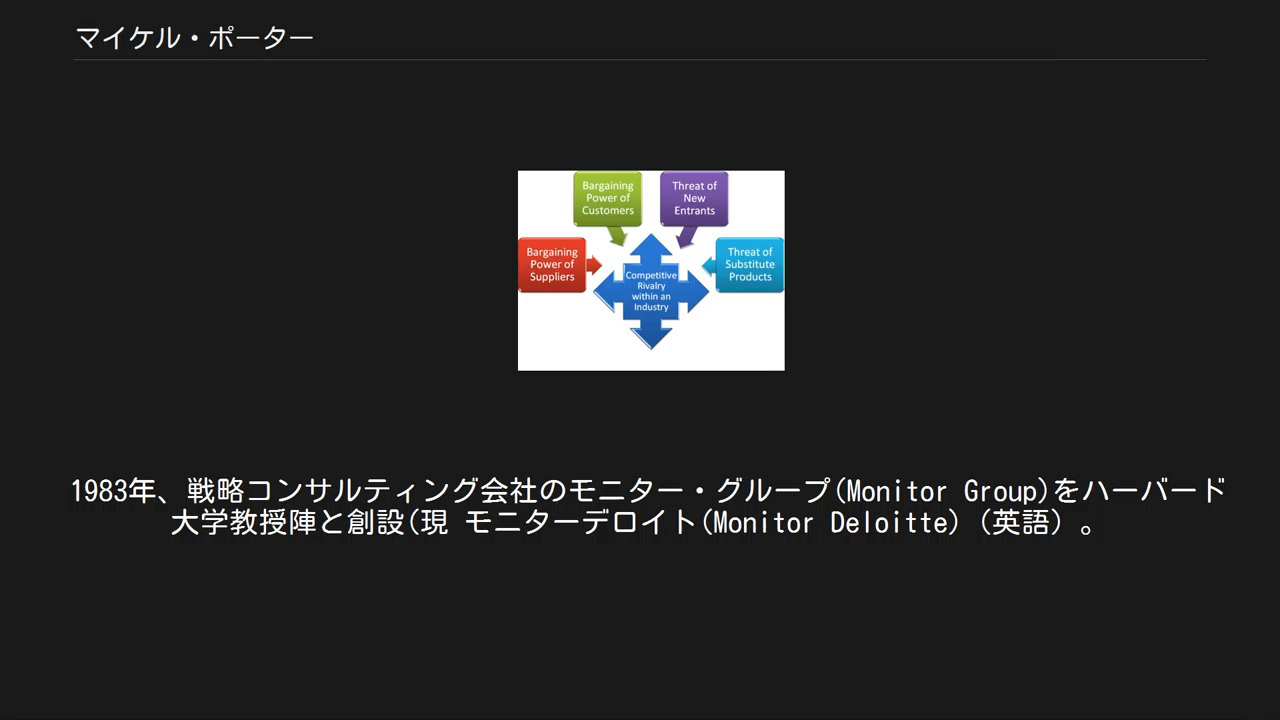 マイケル・ポーター
Bargaining
Power of
Customers
Threat of
New
Entrants
Bargaining
Power of
Suppliers
Threat of
Substitute
Products
Competitive
Rivalry
within an
Industry
1983年、戦略コンサルティング会社のモニター・グループ(Monitor Group)をハーバード
大学教授陣と創設(現 モニターデロイト(Monitor Deloitte) (英語) 。